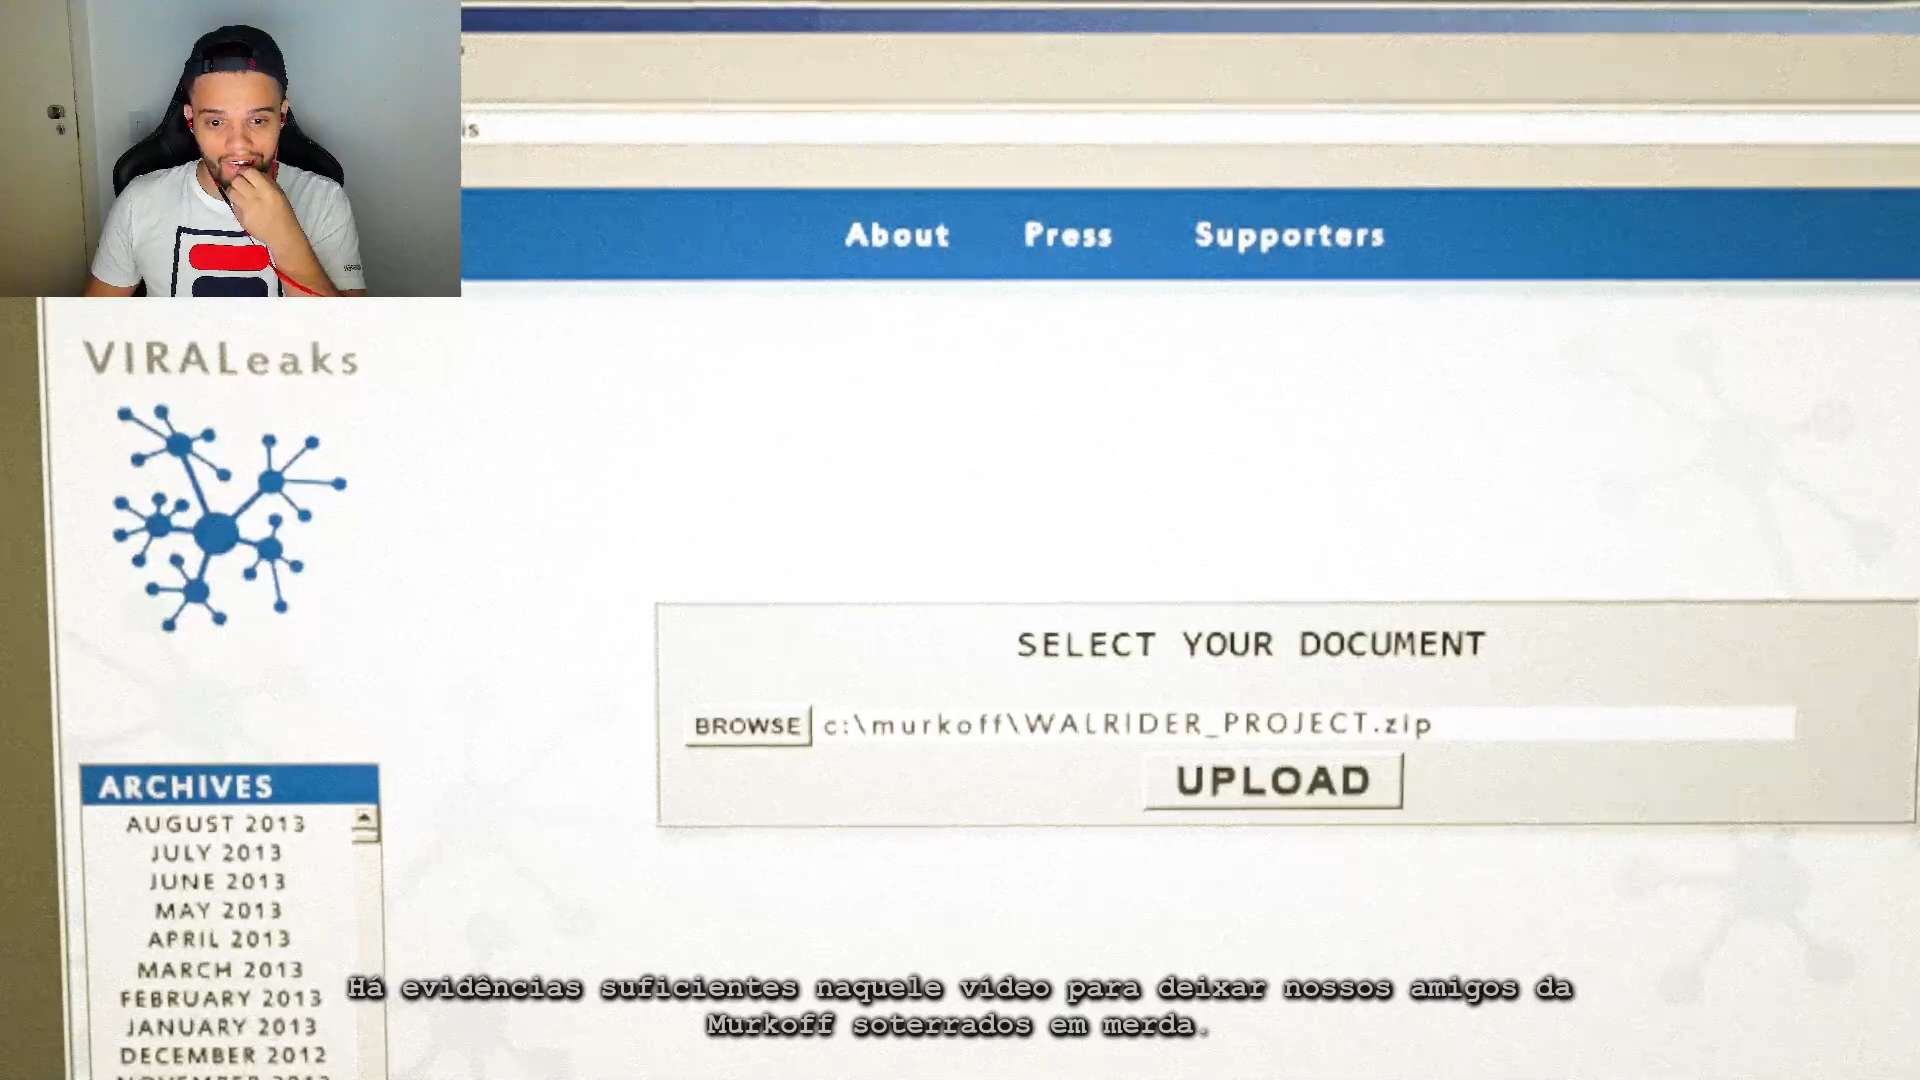 is
About Press Supporters
VIRALeaks
SELECT YOUR DOCUMENT
BROWSE c:\murkoff\WALRIDER_PROJECT.zip
UPLOAD
ARCHIVES
AUGUST 2013
JULY 2013
JUNE 2013
MAY 2013
APRIL 2013
MARCH 2013
FEBRUARY 2013
JANUARY 2013
DECEMBER 2012
Há evidências suficientes naquele vídeo para deixar nossos amigos da
Murkoff soterrados em merda.